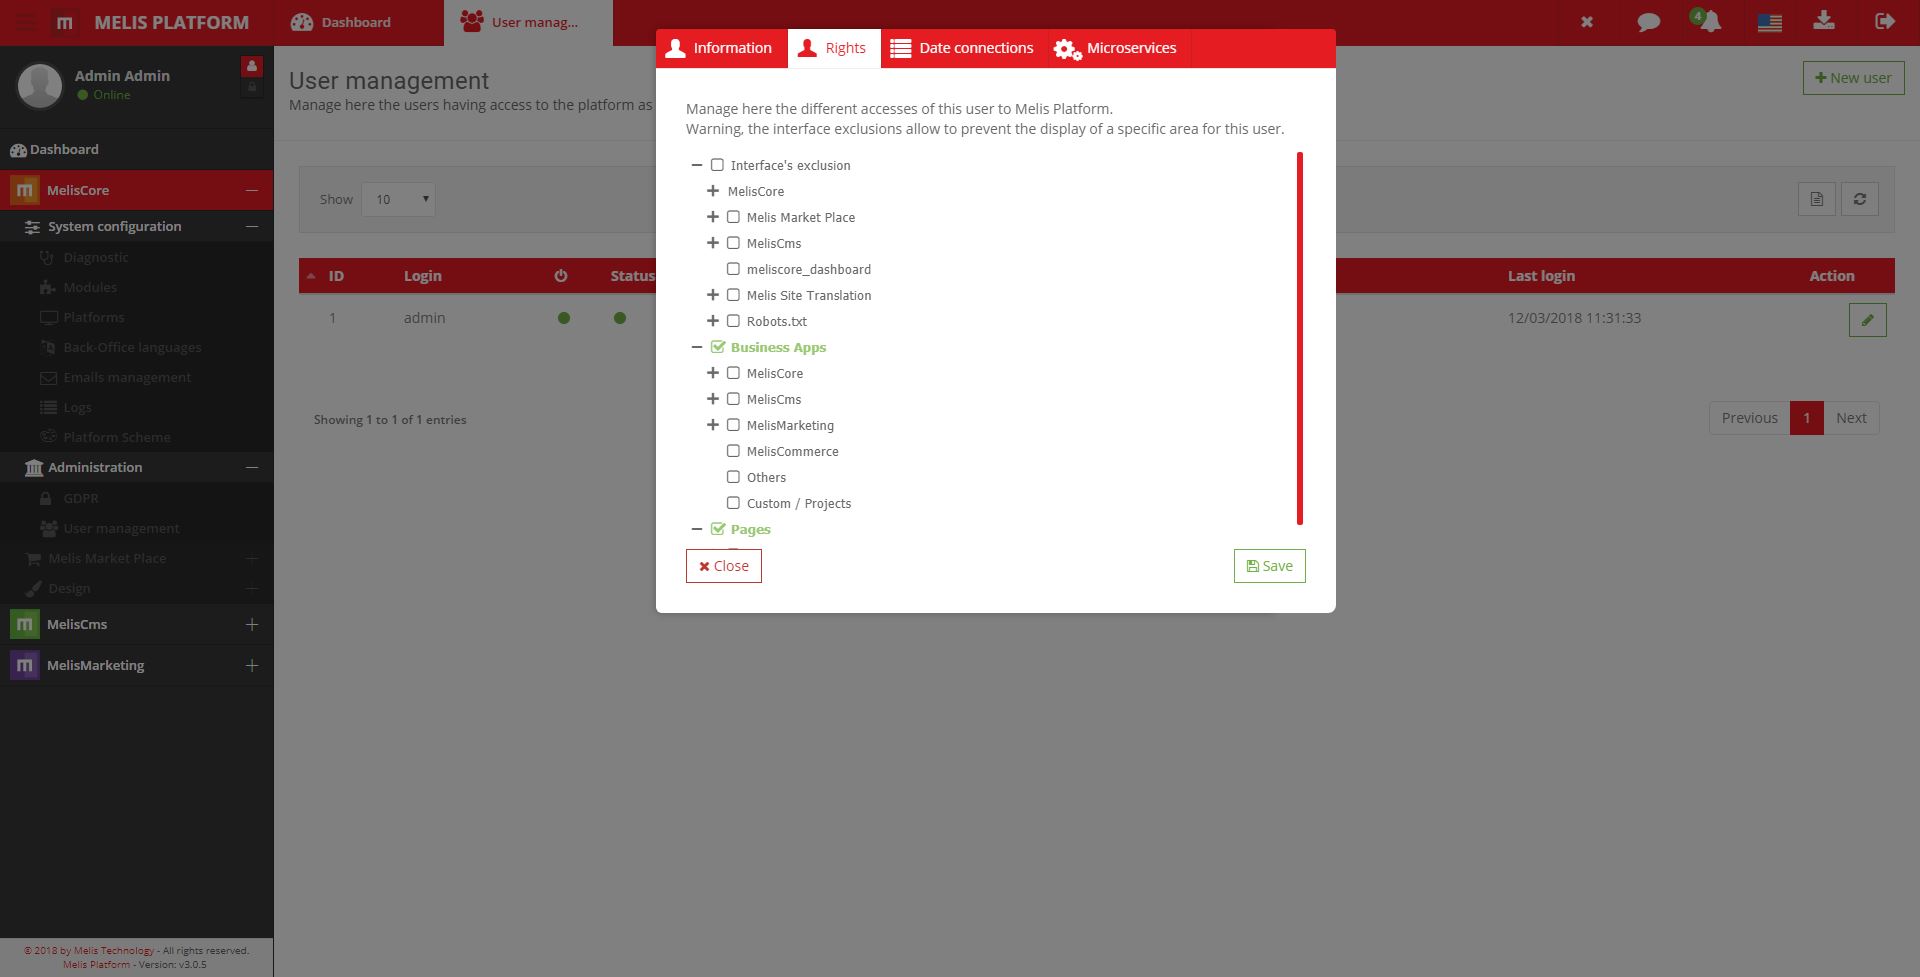 MELIS PLATFORM
Dashboard
User manag...
4
Admin Admin
Online
Dashboard
MelisCore
System configuration
Diagnostic
Modules
Platforms
Back-Office languages
Emails management
Logs
Platform Scheme
Administration
GDPR
User management
Melis Market Place
Design
MelisCms
MelisMarketing
© 2018 by Melis Technology - All rights reserved.
Melis Platform - Version: v3.0.5
User management
Manage here the users having access to the platform as
New user
Show 10
ID Login Status Last login Action
1 admin 12/03/2018 11:31:33
Showing 1 to 1 of 1 entries
Previous 1 Next
Information
Rights
Date connections
Microservices
Manage here the different accesses of this user to Melis Platform.
Warning, the interface exclusions allow to prevent the display of a specific area for this user.
Interface's exclusion
MelisCore
Melis Market Place
MelisCms
meliscore_dashboard
Melis Site Translation
Robots.txt
Business Apps
MelisCore
MelisCms
MelisMarketing
MelisCommerce
Others
Custom / Projects
Pages
Close
Save